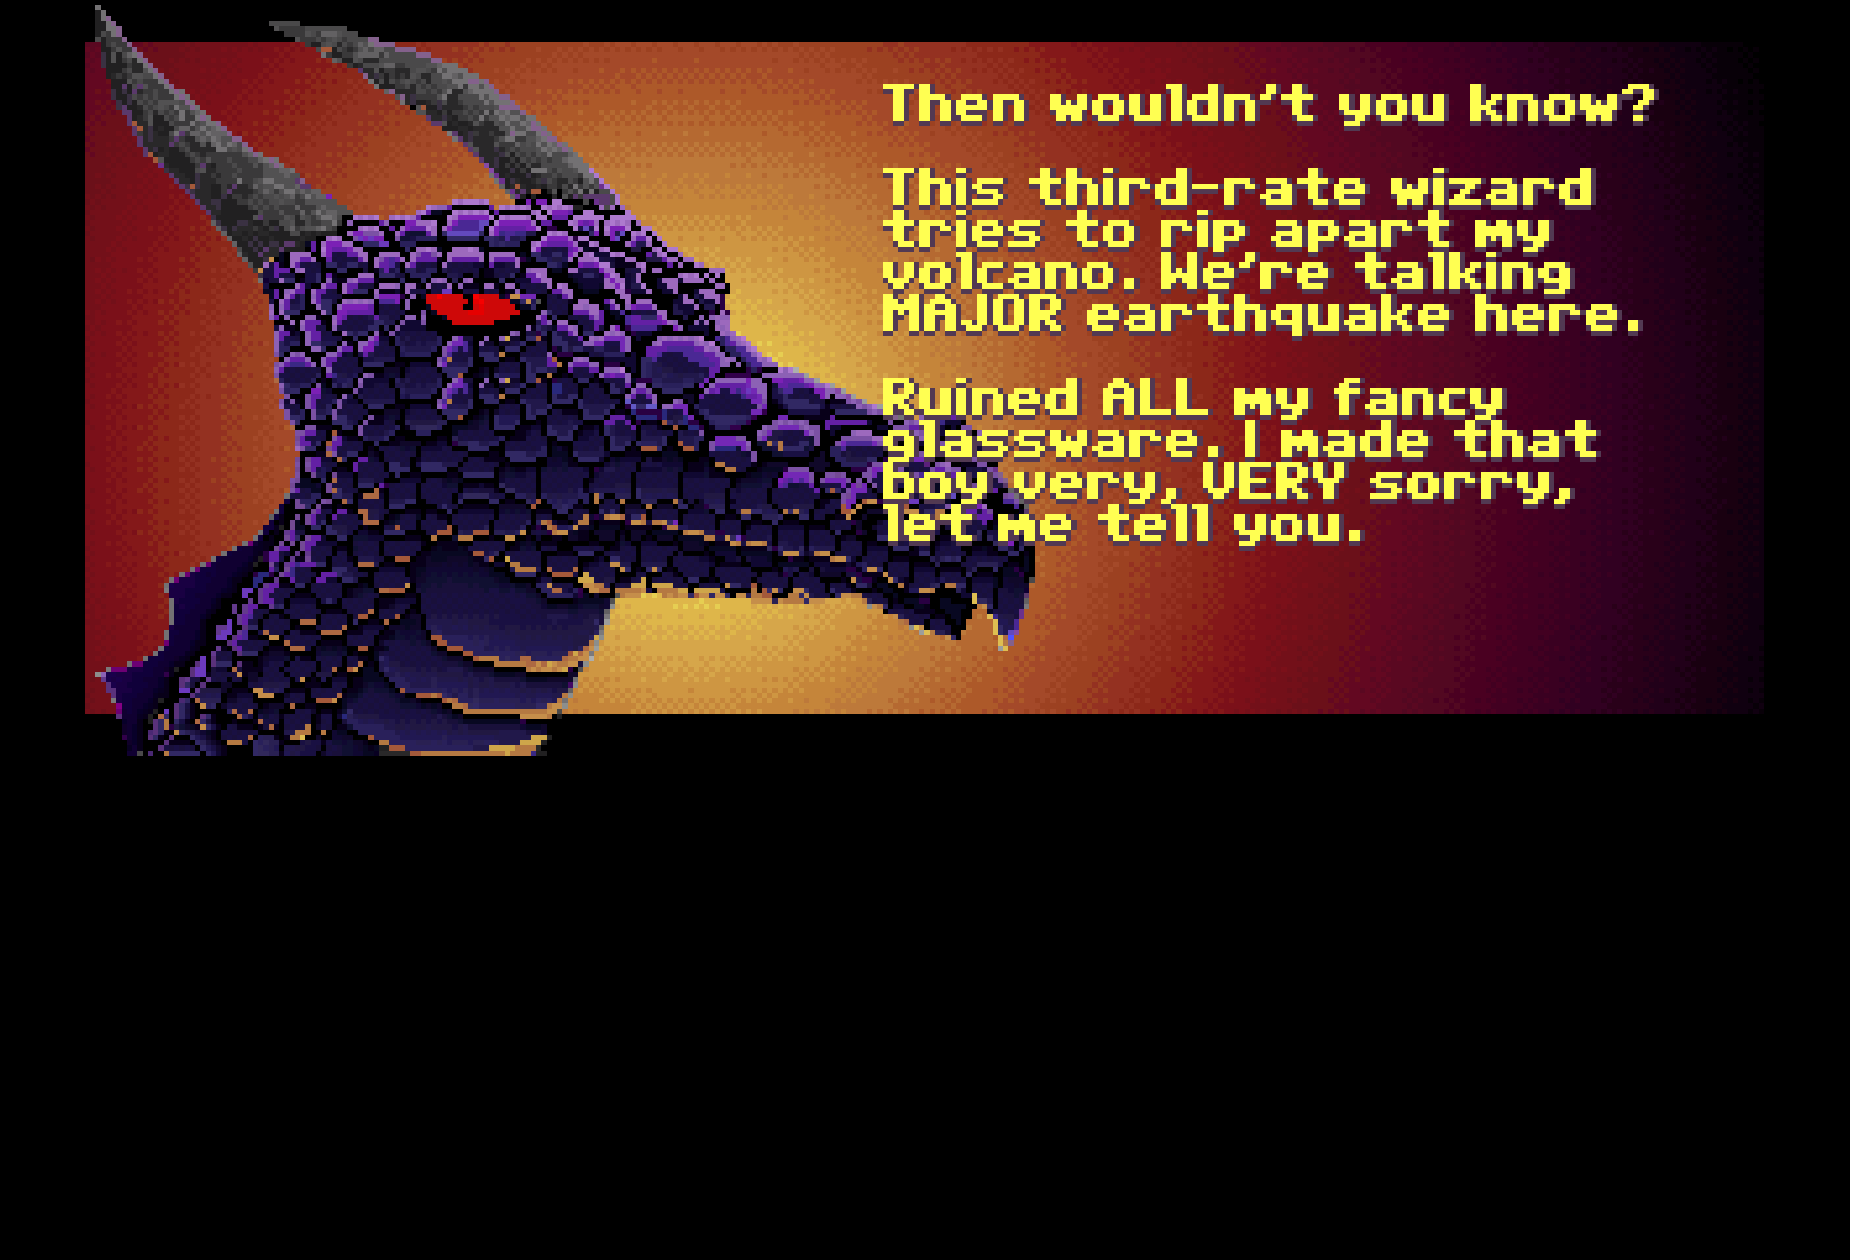 Then wouldn't you know?
This third-rate wizard
tries to rip apart my
volcano. We're talking
MAJOR earthquake here.
Ruined ALL my fancy
glassware. I made that
boy very, VERY sorry,
let me tell you.